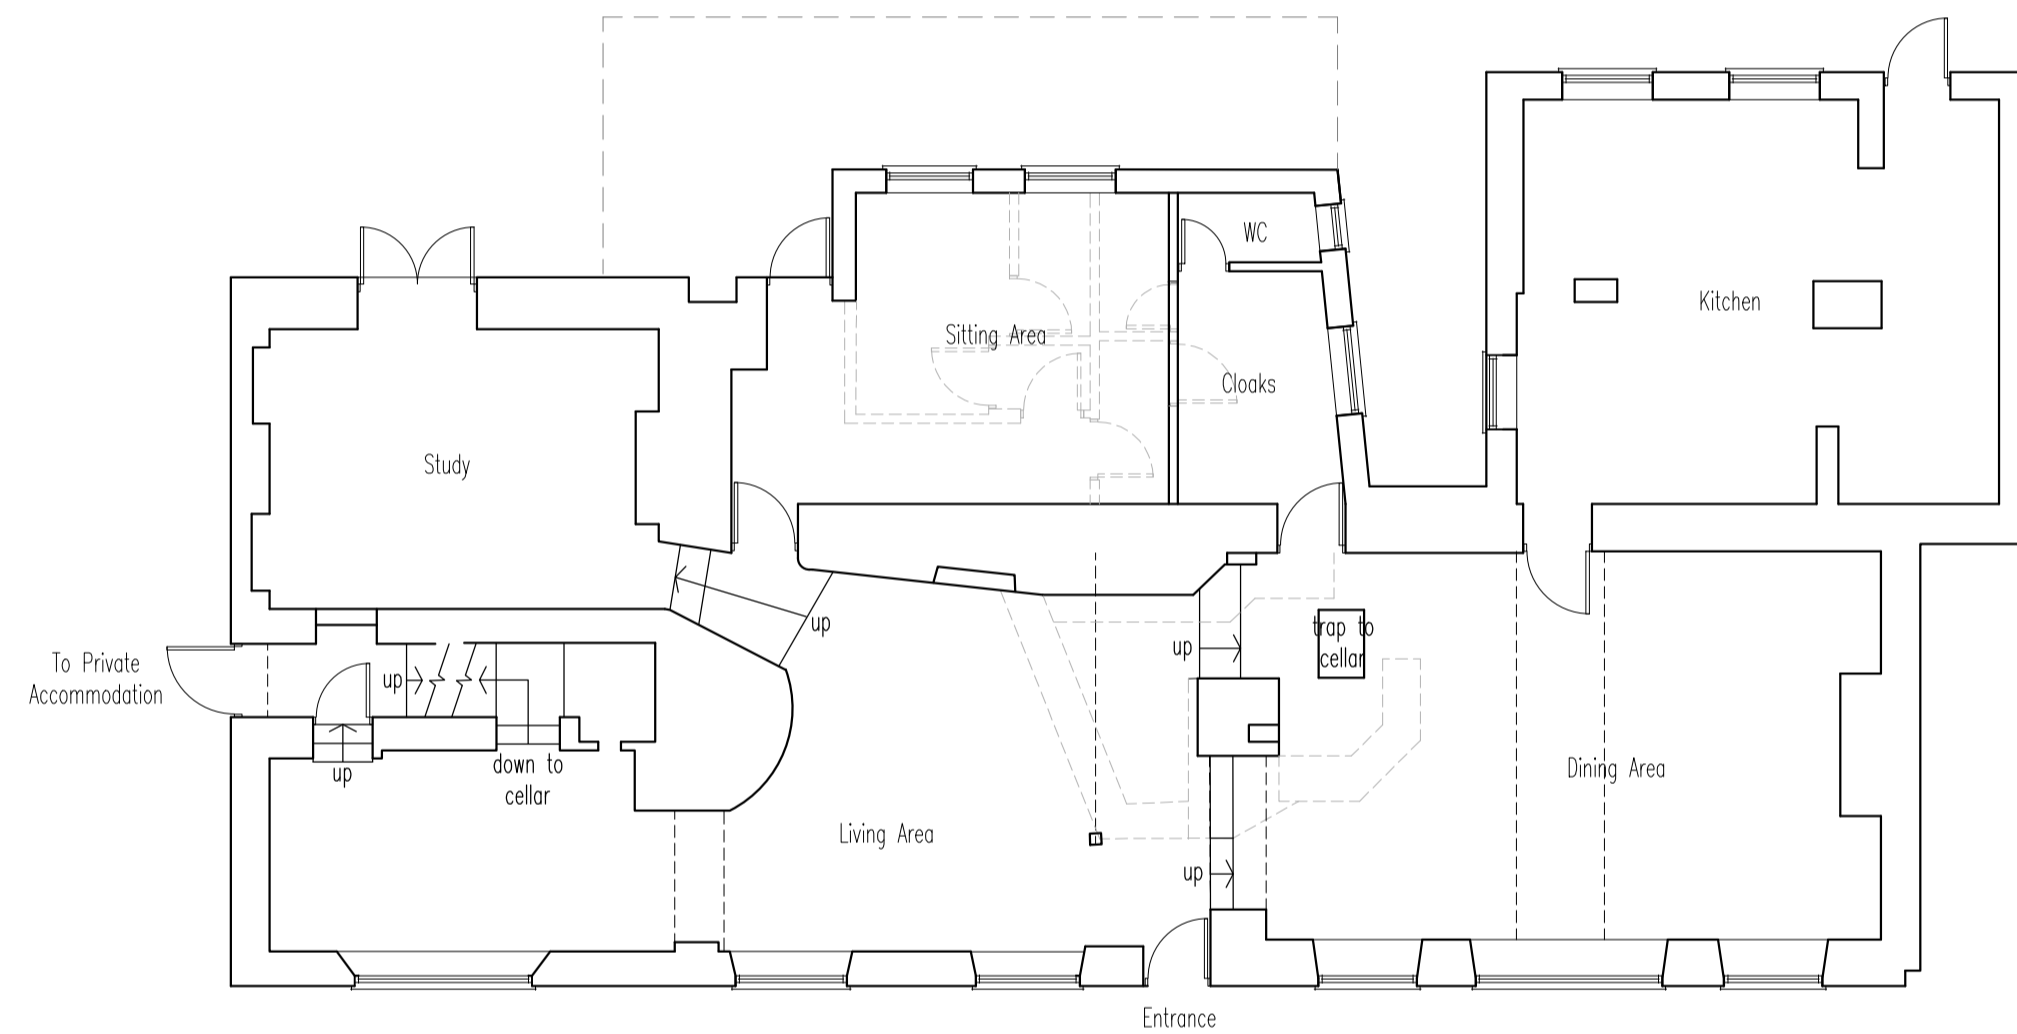 WC
Kitchen
Sitting Area
Cloaks
Study
up
trap to
cellar
up
To Private
Accommodation
up
down to
cellar
up
Dining Area
Living Area
up
Entrance